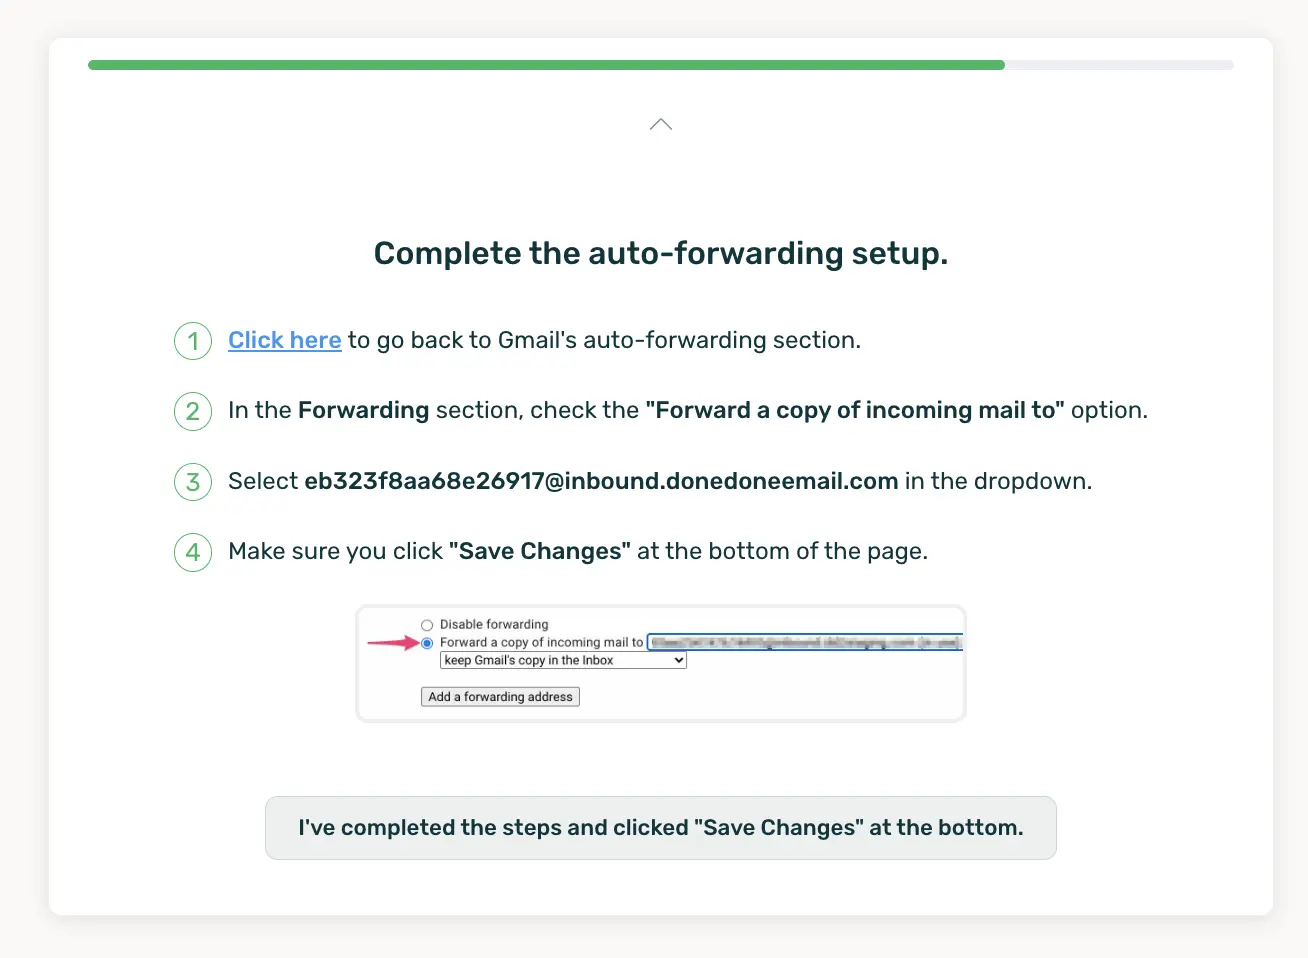 Complete the auto-forwarding setup.
1 Click here to go back to Gmail's auto-forwarding section.
2 In the Forwarding section, check the "Forward a copy of incoming mail to" option.
3 Select eb323f8aa68e26917@inbound.donedoneemail.com in the dropdown.
4 Make sure you click "Save Changes" at the bottom of the page.
Disable forwarding
Forward a copy of incoming mail to
keep Gmail's copy in the Inbox
Add a forwarding address
I've completed the steps and clicked "Save Changes" at the bottom.